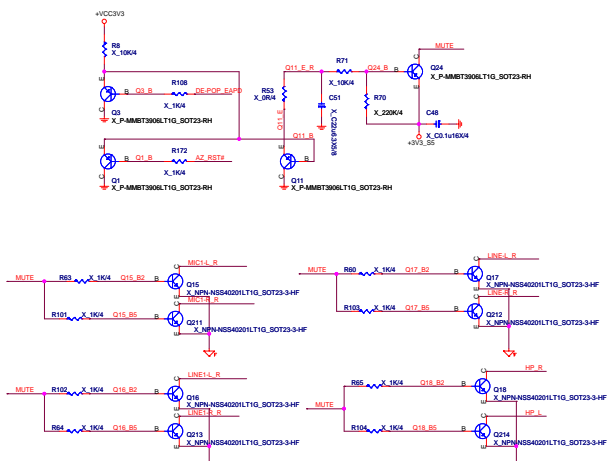 +VCC3V3
R8
X_10K/4
E
Q3_B
B
R108
DE-POP_EAPD
X_1K/4
C
Q3
X_P-MMBT3906LT1G_SOT23-RH
E
Q1_B
B
R172
AZ_RST#
X_1K/4
C
Q1
X_P-MMBT3906LT1G_SOT23-RH
Q11_E_R
R53
X_0R/4
Q11_E
C51
X_C22u6.3X5/8
Q11_B
B
E
C
Q11
X_P-MMBT3906LT1G_SOT23-RH
R71
X_10K/4
Q24_B
B
C
E
MUTE
Q24
X_P-MMBT3906LT1G_SOT23-RH
R70
X_220K/4
C48
X_C0.1u16X/4
+3V3_S5
MUTE
R63
X_1K/4
Q15_B2
B
C
E
MIC1-L_R
Q15
X_NPN-NSS40201LT1G_SOT23-3-HF
MIC1-R_R
R101
X_1K/4
Q15_B5
B
C
E
Q211
X_NPN-NSS40201LT1G_SOT23-3-HF
MUTE
R60
X_1K/4
Q17_B2
B
C
E
LINE-L_R
Q17
X_NPN-NSS40201LT1G_SOT23-3-HF
LINE-R_R
R103
X_1K/4
Q17_B5
B
C
E
Q212
X_NPN-NSS40201LT1G_SOT23-3-HF
MUTE
R102
X_1K/4
Q16_B2
B
C
E
LINE1-L_R
Q16
X_NPN-NSS40201LT1G_SOT23-3-HF
LINE1-R_R
R64
X_1K/4
Q16_B5
B
C
E
Q213
X_NPN-NSS40201LT1G_SOT23-3-HF
MUTE
R65
X_1K/4
Q18_B2
B
C
E
HP_R
Q18
X_NPN-NSS40201LT1G_SOT23-3-HF
HP_L
R104
X_1K/4
Q18_B5
B
C
E
Q214
X_NPN-NSS40201LT1G_SOT23-3-HF